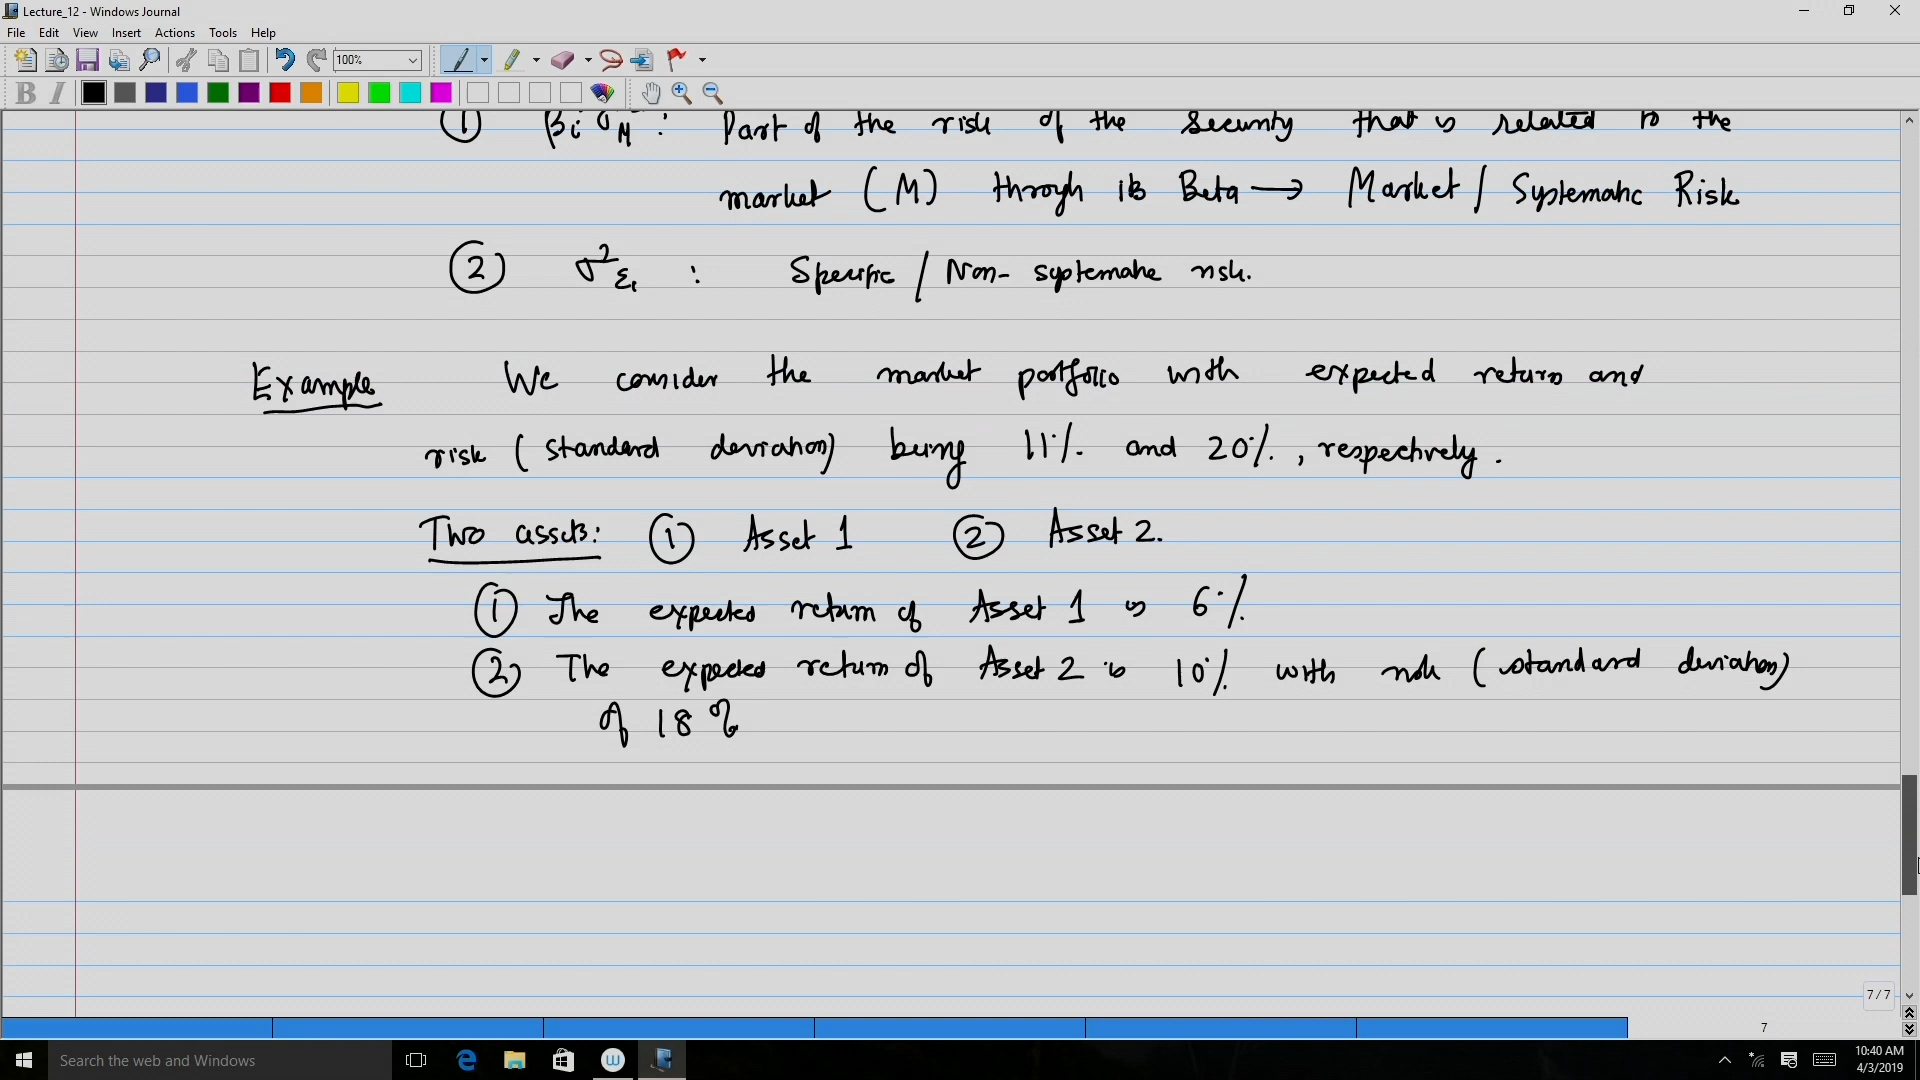 Lecture_12 - Windows Journal
File Edit View Insert Actions Tools Help
100%
B I
① βi² σM² : Part of the risk of the security that is related to the
market (M) through its Beta → Market / Systematic Risk
② σ²εi : Specific / Non-systematic risk.
Example We consider the market portfolio with expected return and
risk (standard deviation) being 11% and 20%, respectively.
Two assets: ① Asset 1 ② Asset 2.
① The expected return of Asset 1 is 6%
② The expected return of Asset 2 is 10% with risk (standard deviation)
of 18%
7 / 7
7
Search the web and Windows
10:40 AM
4/3/2019